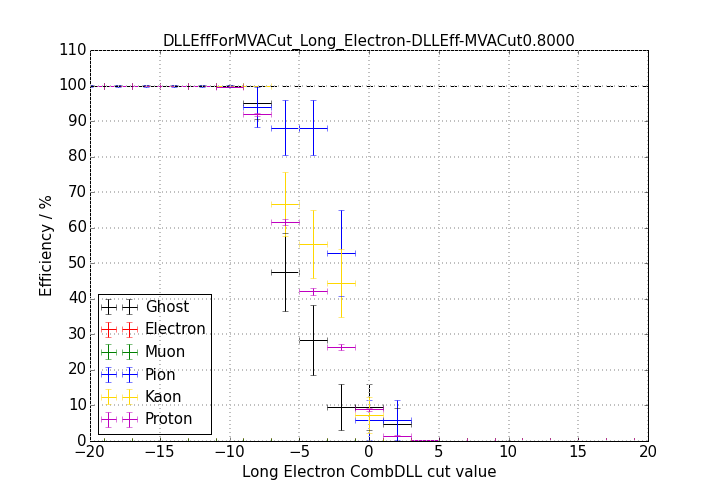 DLLEffForMVACut_Long_Electron-DLLEff-MVACut0.8000
110
100
90
80
70
60
50
40
30
20
10
0
Efficiency / %
Ghost
Electron
Muon
Pion
Kaon
Proton
−20 −15 −10 −5 0 5 10 15 20
Long Electron CombDLL cut value